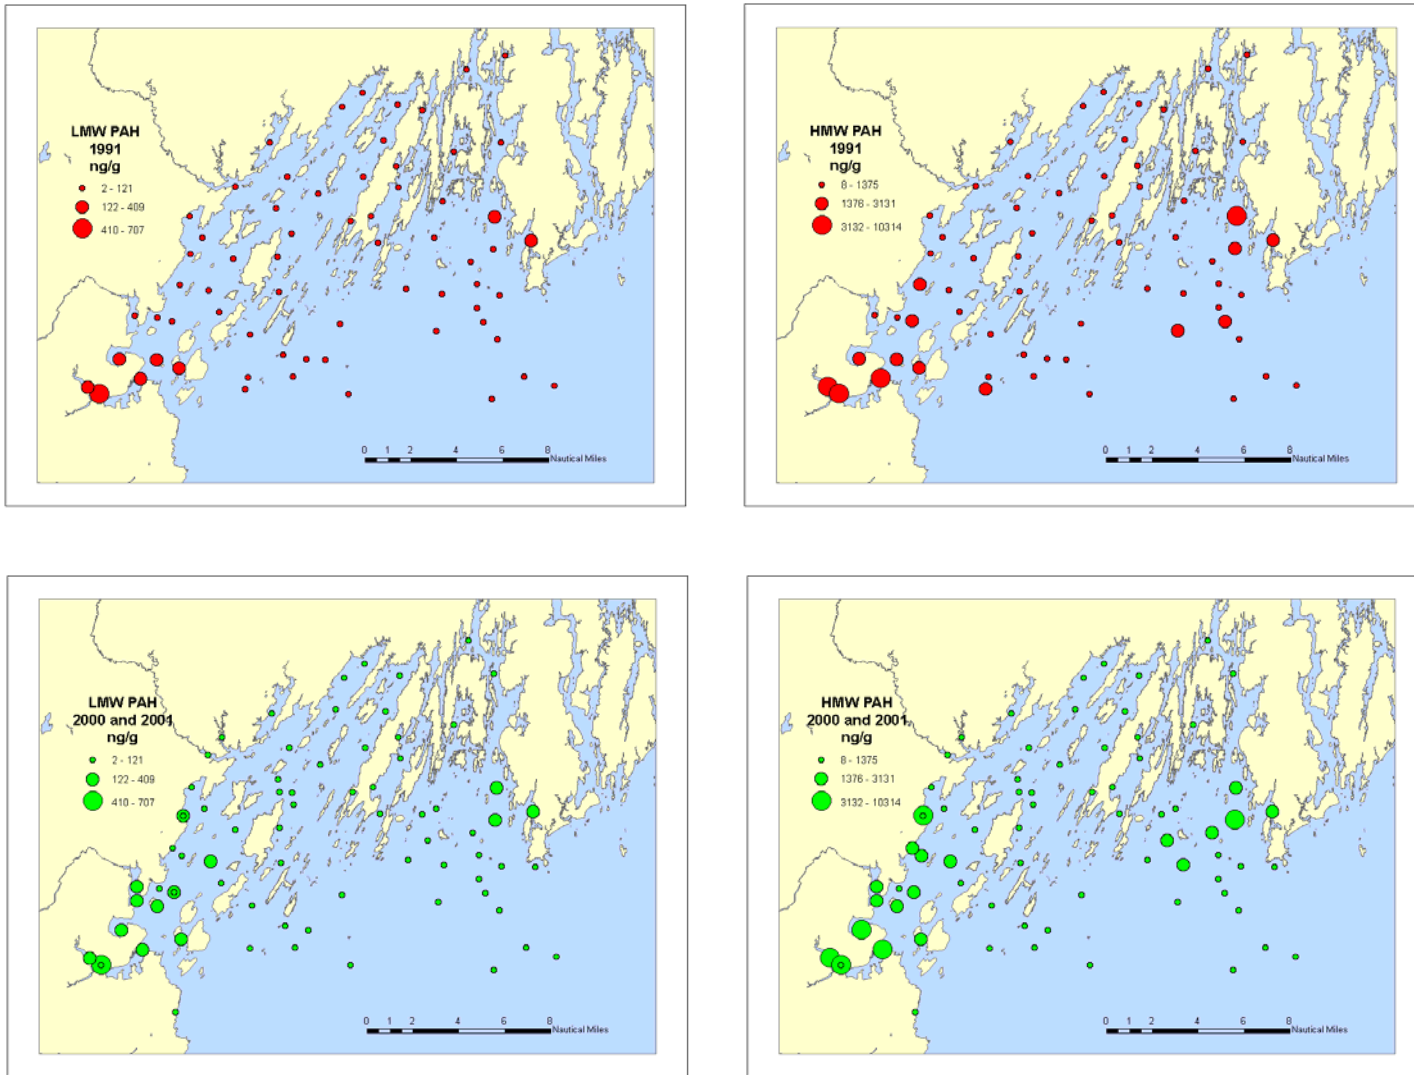 LMW PAH
1991
ng/g
2 - 121
122 - 409
410 - 707
0 1 2 4 6 8
Nautical Miles
HMW PAH
1991
ng/g
8 - 1375
1376 - 3131
3132 - 10314
0 1 2 4 6 8
Nautical Miles
LMW PAH
2000 and 2001
ng/g
2 - 121
122 - 409
410 - 707
0 1 2 4 6 8
Nautical Miles
HMW PAH
2000 and 2001
ng/g
8 - 1375
1376 - 3131
3132 - 10314
0 1 2 4 6 8
Nautical Miles